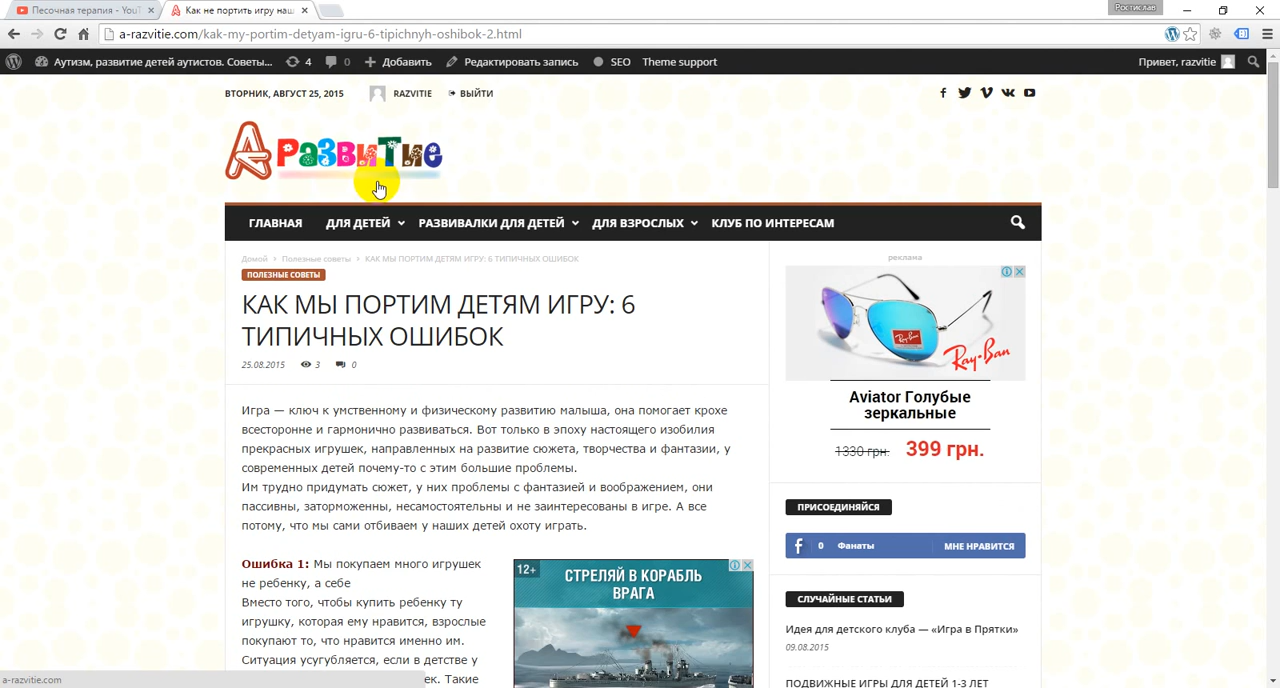 Песочная терапия - YouT
Как не портить игру наш
Ростислав
a-razvitie.com/kak-my-portim-detyam-igru-6-tipichnyh-oshibok-2.html
Аутизм, развитие детей аутистов. Советы... 4 0 Добавить Редактировать запись SEO Theme support Привет, razvitie
ВТОРНИК, АВГУСТ 25, 2015 RAZVITIE ВЫЙТИ
А Развитие
ГЛАВНАЯ ДЛЯ ДЕТЕЙ РАЗВИВАЛКИ ДЛЯ ДЕТЕЙ ДЛЯ ВЗРОСЛЫХ КЛУБ ПО ИНТЕРЕСАМ
Домой › Полезные советы › КАК МЫ ПОРТИМ ДЕТЯМ ИГРУ: 6 ТИПИЧНЫХ ОШИБОК
ПОЛЕЗНЫЕ СОВЕТЫ
КАК МЫ ПОРТИМ ДЕТЯМ ИГРУ: 6
ТИПИЧНЫХ ОШИБОК
25.08.2015 3 0
Игра — ключ к умственному и физическому развитию малыша, она помогает крохе
всесторонне и гармонично развиваться. Вот только в эпоху настоящего изобилия
прекрасных игрушек, направленных на развитие сюжета, творчества и фантазии, у
современных детей почему-то с этим большие проблемы.
Им трудно придумать сюжет, у них проблемы с фантазией и воображением, они
пассивны, заторможенны, несамостоятельны и не заинтересованы в игре. А все
потому, что мы сами отбиваем у наших детей охоту играть.
Ошибка 1: Мы покупаем много игрушек
не ребенку, а себе
Вместо того, чтобы купить ребенку ту
игрушку, которая ему нравится, взрослые
покупают то, что нравится именно им.
Ситуация усугубляется, если в детстве у
ек. Такие
12+
СТРЕЛЯЙ В КОРАБЛЬ
ВРАГА
реклама
Ray-Ban
Ray-Ban
Aviator Голубые
зеркальные
1330 грн. 399 грн.
ПРИСОЕДИНЯЙСЯ
f 0 Фанаты МНЕ НРАВИТСЯ
СЛУЧАЙНЫЕ СТАТЬИ
Идея для детского клуба — «Игра в Прятки»
09.08.2015
ПОДВИЖНЫЕ ИГРЫ ДЛЯ ДЕТЕЙ 1-3 ЛЕТ
a-razvitie.com